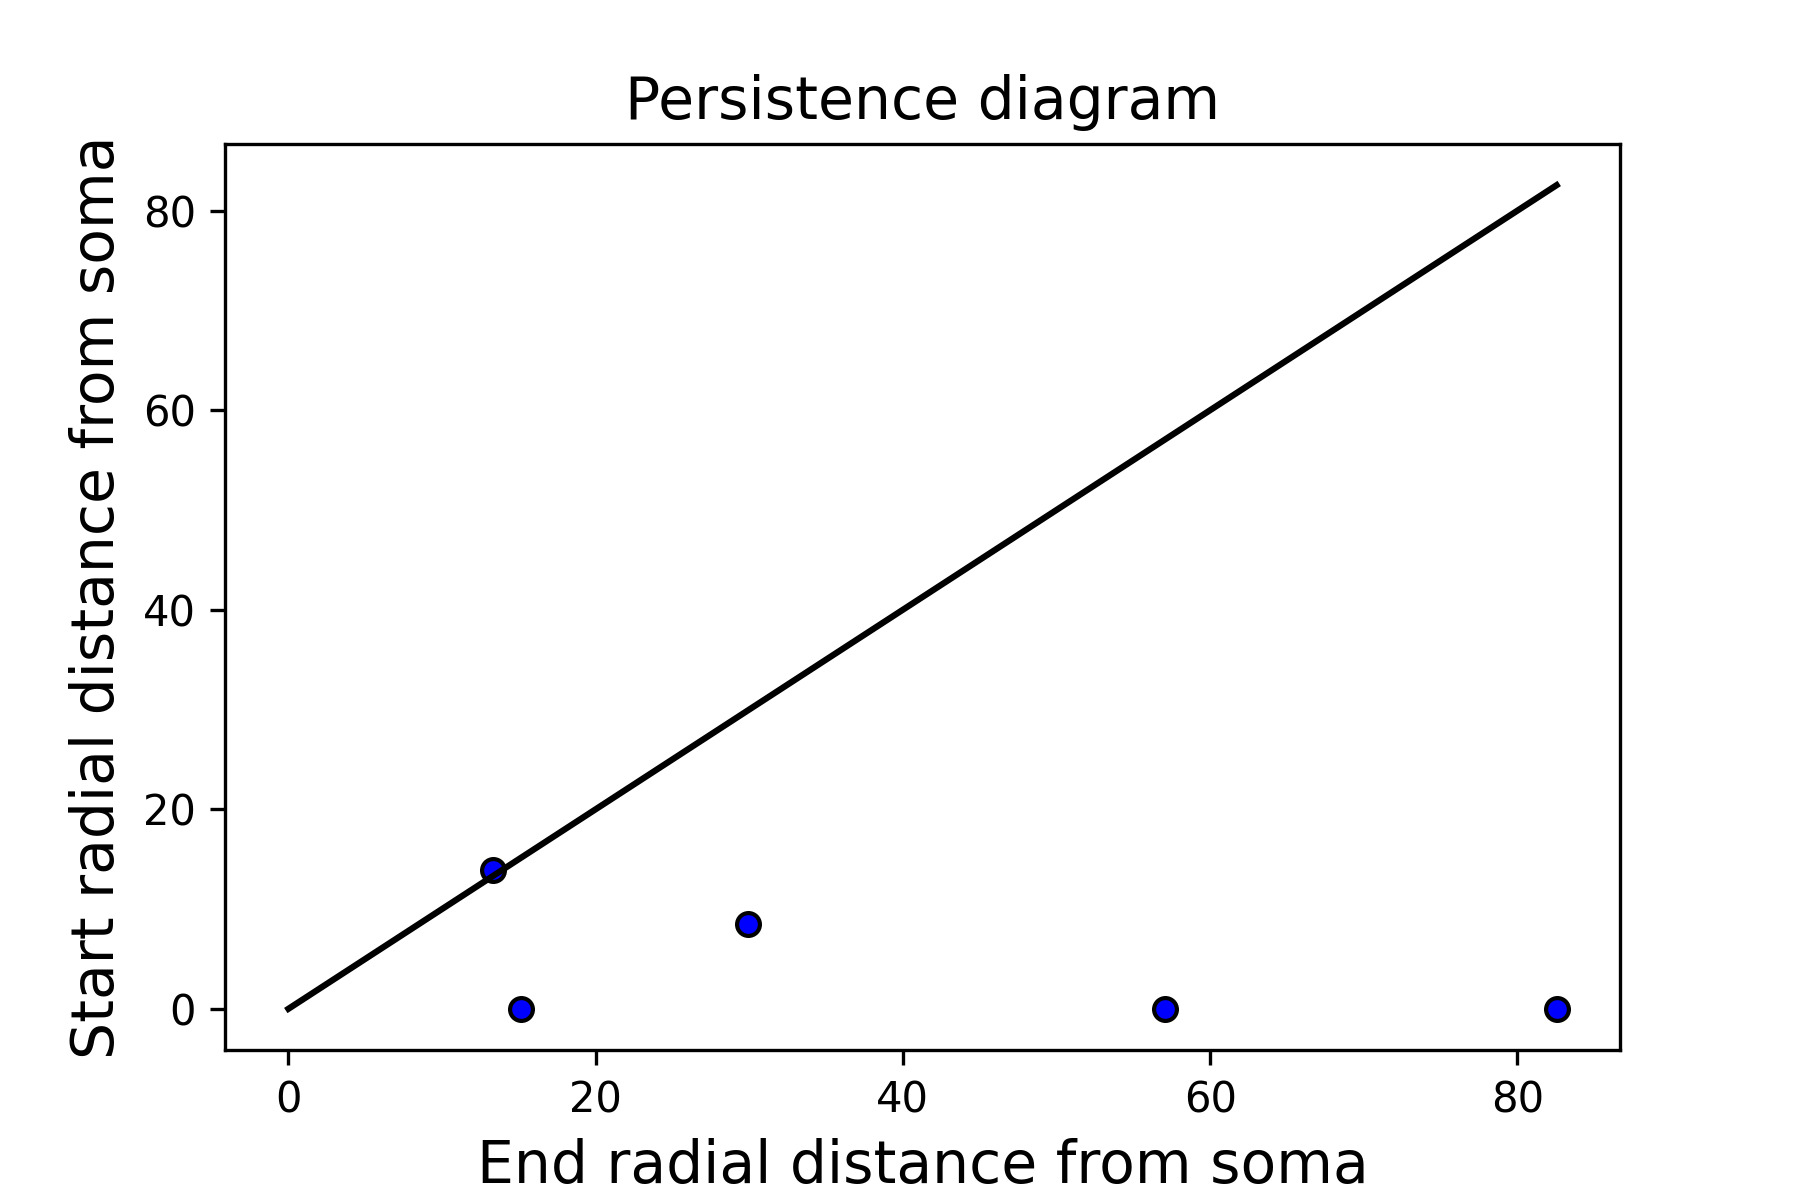 Persistence diagram
Start radial distance from soma
80
60
40
20
0
0 20 40 60 80
End radial distance from soma